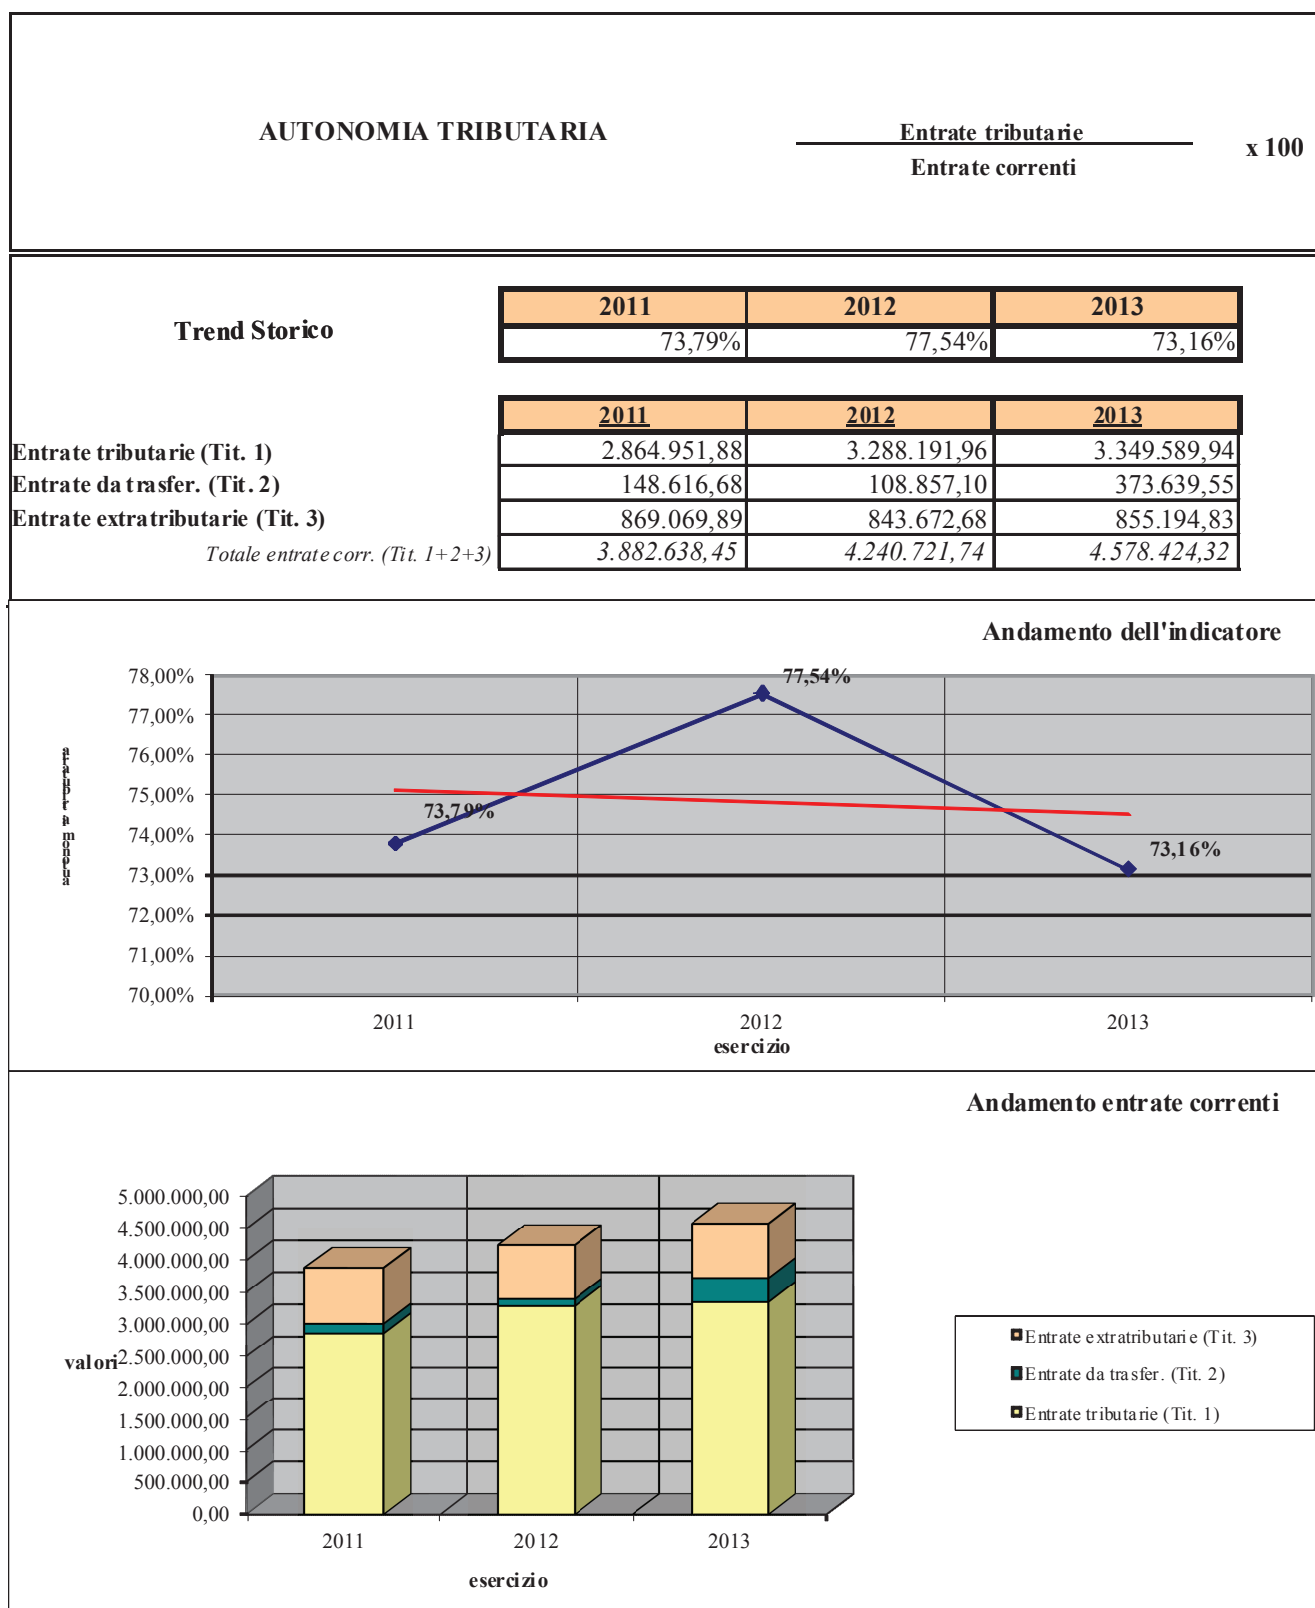 AUTONOMIA TRIBUTARIA
Entrate tributarie
Entrate correnti
x 100
Trend Storico
2011 2012 2013
73,79% 77,54% 73,16%
2011 2012 2013
Entrate tributarie (Tit. 1) 2.864.951,88 3.288.191,96 3.349.589,94
Entrate da trasfer. (Tit. 2) 148.616,68 108.857,10 373.639,55
Entrate extratributarie (Tit. 3) 869.069,89 843.672,68 855.194,83
Totale entrate corr. (Tit. 1+2+3) 3.882.638,45 4.240.721,74 4.578.424,32
Andamento dell'indicatore
autonomia tributaria
78,00%
77,00%
76,00%
75,00%
74,00%
73,00%
72,00%
71,00%
70,00%
73,79%
77,54%
73,16%
2011 2012 2013
esercizio
Andamento entrate correnti
valori
5.000.000,00
4.500.000,00
4.000.000,00
3.500.000,00
3.000.000,00
2.500.000,00
2.000.000,00
1.500.000,00
1.000.000,00
500.000,00
0,00
2011 2012 2013
esercizio
Entrate extratributarie (Tit. 3)
Entrate da trasfer. (Tit. 2)
Entrate tributarie (Tit. 1)